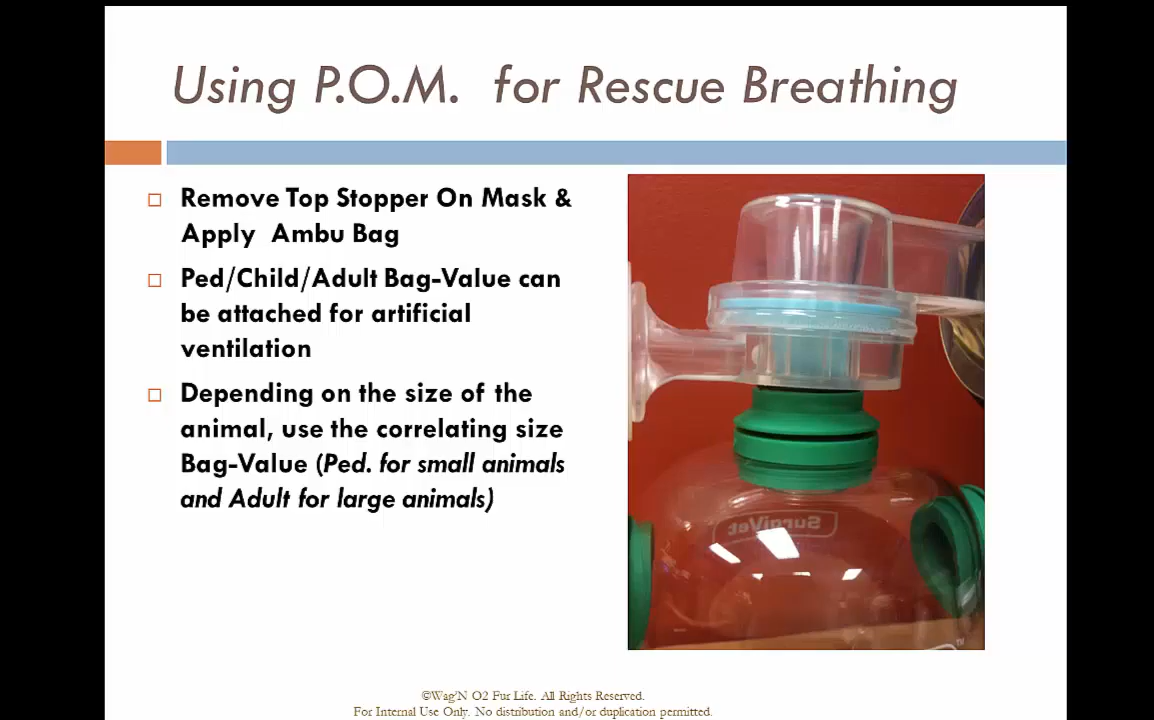 Using P.O.M. for Rescue Breathing
Remove Top Stopper On Mask &
Apply Ambu Bag
Ped/Child/Adult Bag-Value can
be attached for artificial
ventilation
Depending on the size of the
animal, use the correlating size
Bag-Value (Ped. for small animals
and Adult for large animals)
SurgiVet
™
©Wag'N O2 Fur Life. All Rights Reserved.
For Internal Use Only. No distribution and/or duplication permitted.